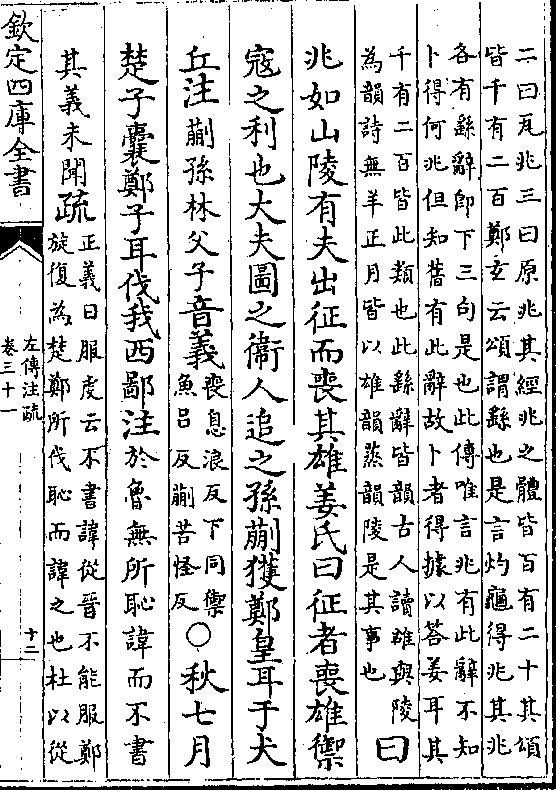 二曰瓦兆三曰原兆其經兆之體皆百有二十其頌
皆千有二百鄭玄云頌謂繇也是言灼龜得兆其兆
各有繇辭即下三句是也此傳唯言兆有此辭不知
卜得何兆但知舊有此辭故卜者得據以答姜耳其
千有二百皆此類也此繇辭皆韻古人讀雄與陵
為韻詩無羊正月皆以雄韻蒸韻陵是其事也
曰
兆如山陵有夫出征而喪其雄姜氏曰征者喪雄禦
寇之利也大夫圖之衛人追之孫蒯獲鄭皇耳于犬
丘注蒯孫林父子音義
喪息浪反下同禦
魚呂反蒯苦怪反
○秋七月
楚子囊鄭子耳伐我西鄙注於魯無所恥諱而不書
其義未聞疏
正義曰服虔云不書諱從晉不能服鄭
旋復為楚鄭所伐恥而諱之也杜以從
欽定四庫全書
左傳注疏
卷三十一
十二